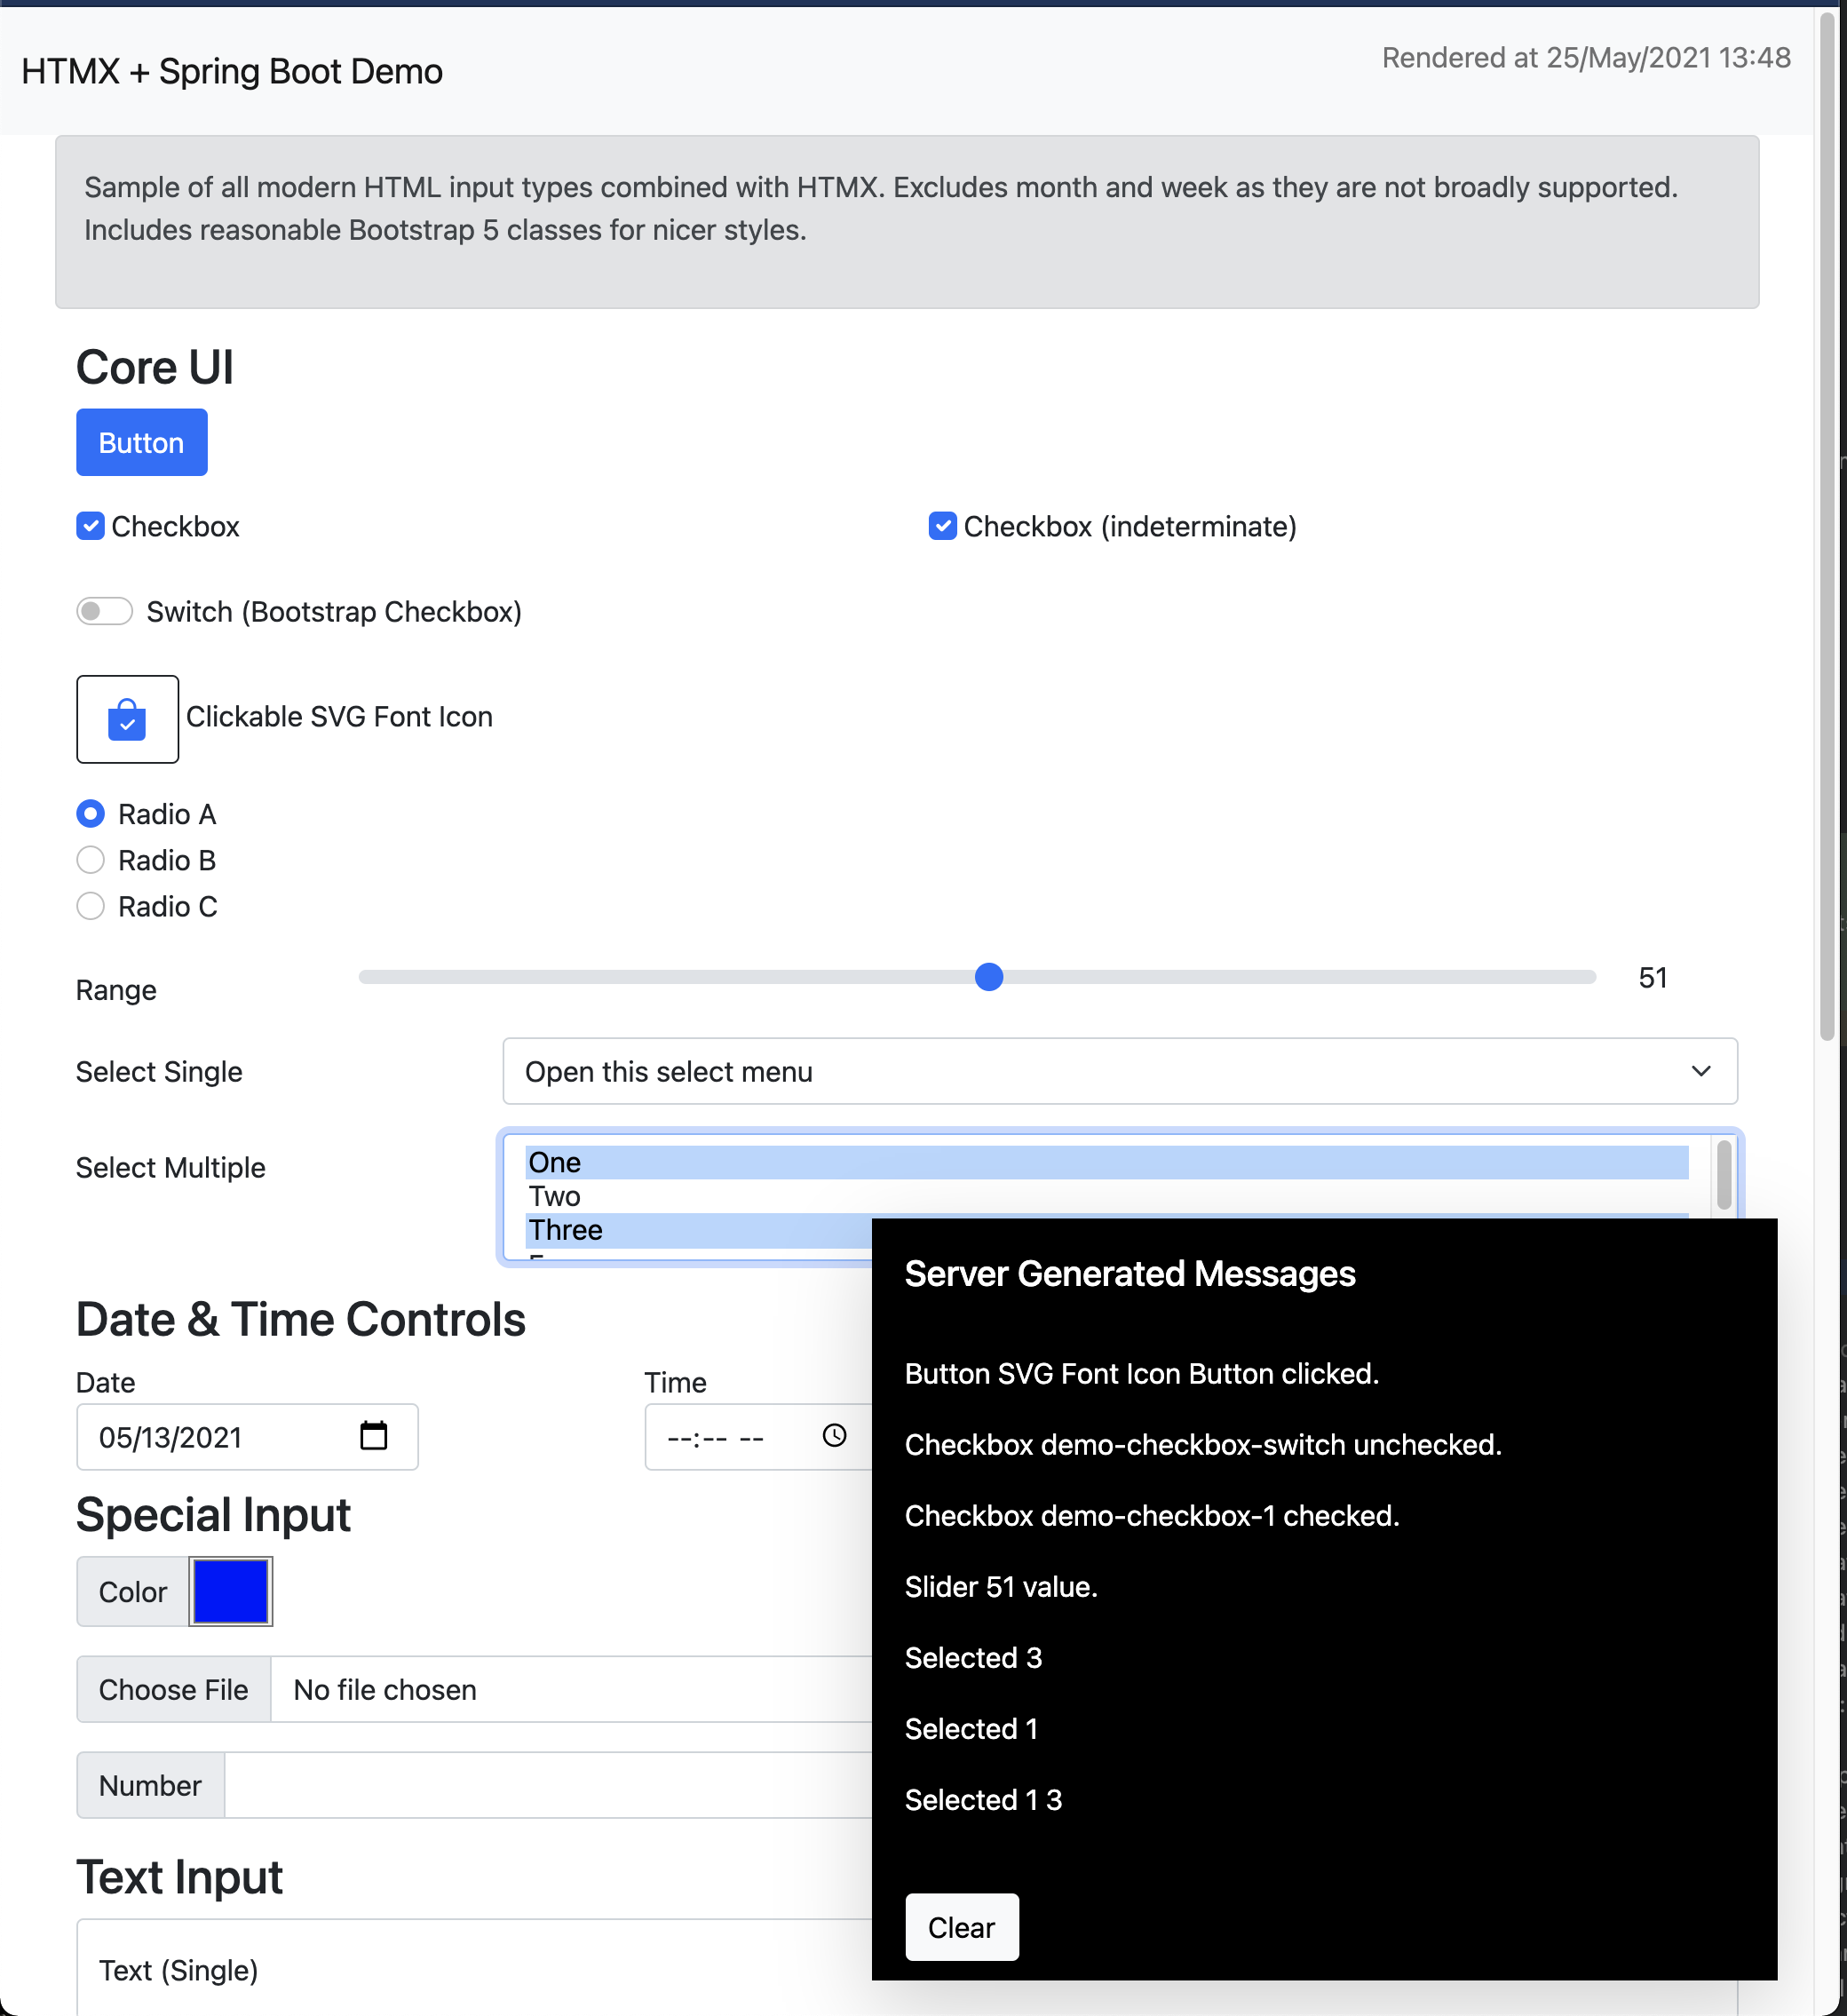 HTMX + Spring Boot Demo
Rendered at 25/May/2021 13:48
Sample of all modern HTML input types combined with HTMX. Excludes month and week as they are not broadly supported.
Includes reasonable Bootstrap 5 classes for nicer styles.
Core UI
Button
Checkbox
Checkbox (indeterminate)
Switch (Bootstrap Checkbox)
Clickable SVG Font Icon
Radio A
Radio B
Radio C
Range
51
Select Single
Open this select menu
Select Multiple
One
Two
Three
Date & Time Controls
Date
Time
05/13/2021
--:-- --
Special Input
Color
Choose File
No file chosen
Number
Text Input
Text (Single)
Server Generated Messages
Button SVG Font Icon Button clicked.
Checkbox demo-checkbox-switch unchecked.
Checkbox demo-checkbox-1 checked.
Slider 51 value.
Selected 3
Selected 1
Selected 1 3
Clear